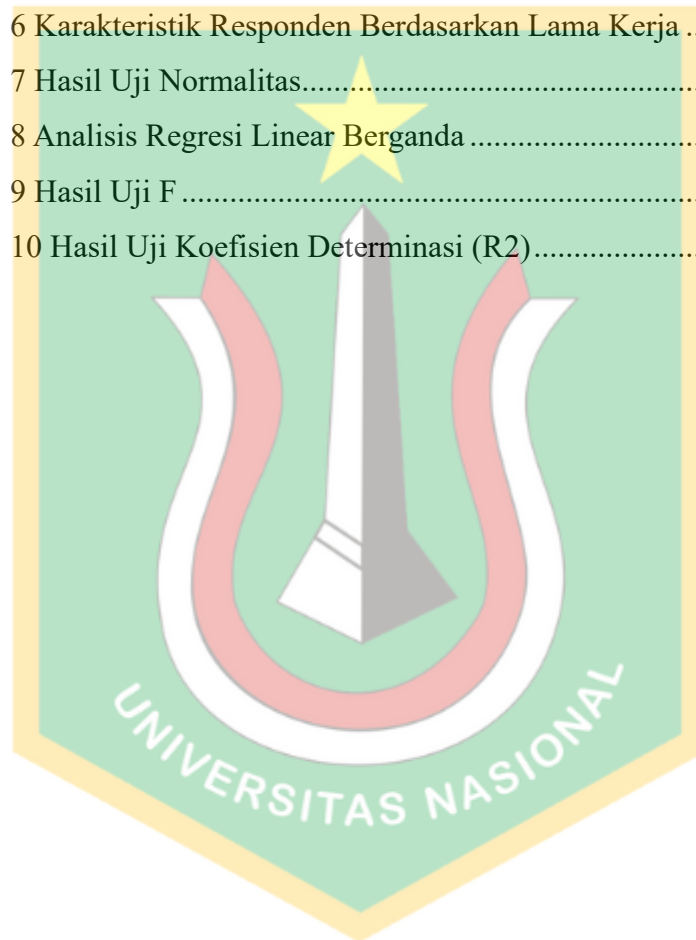 6 Karakteristik Responden Berdasarkan Lama Kerja ..
7 Hasil Uji Normalitas................................................
8 Analisis Regresi Linear Berganda............................
9 Hasil Uji F...............................................................
10 Hasil Uji Koefisien Determinasi (R2)....................
UNIVERSITAS NASIONAL